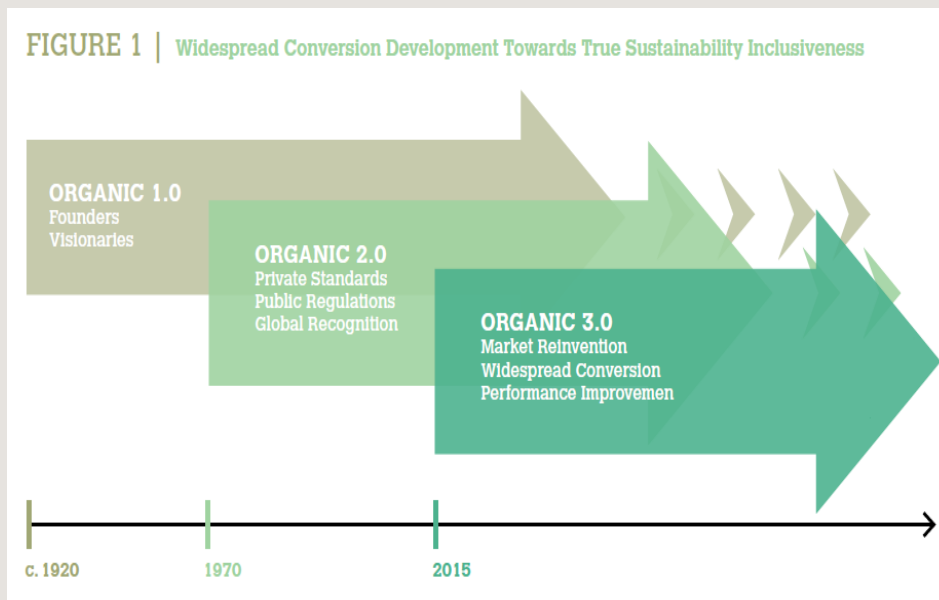 FIGURE 1 | Widespread Conversion Development Towards True Sustainability Inclusiveness
ORGANIC 1.0
Founders
Visionaries
ORGANIC 2.0
Private Standards
Public Regulations
Global Recognition
ORGANIC 3.0
Market Reinvention
Widespread Conversion
Performance Improvemen
c. 1920
1970
2015